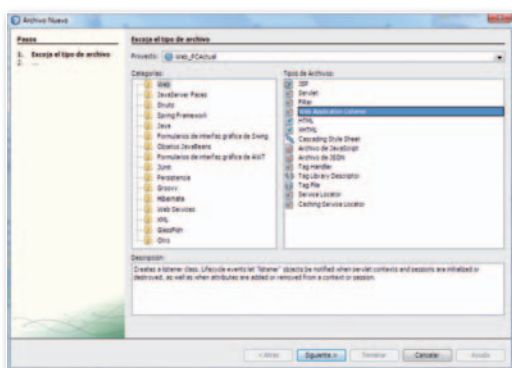 Archivo Nuevo
Pasos
1. Escoja el tipo de archivo
2. ...
Escoja el tipo de archivo
Proyecto: Web_PCActual
Categorías:
Web
JavaServer Faces
Struts
Spring Framework
Java
Formularios de interfaz gráfica de Swing
Objetos JavaBeans
Formularios de interfaz gráfica de AWT
Junit
Persistence
Groovy
Hibernate
Web Services
XML
GlassFish
Otro
Tipos de Archivos:
JSP
Servlet
Filter
Web Application Listener
HTML
XHTML
Cascading Style Sheet
Archivo de JavaScript
Archivo de JSON
Tag Handler
Tag Library Descriptor
Tag File
Service Locator
Caching Service Locator
Descripción:
Creates a listener class. Lifecycle events let "listener" objects be notified when servlet contexts and sessions are initialized or
destroyed, as well as when attributes are added or removed from a context or session.
< Atrás
Siguiente >
Terminar
Cancelar
Ayuda